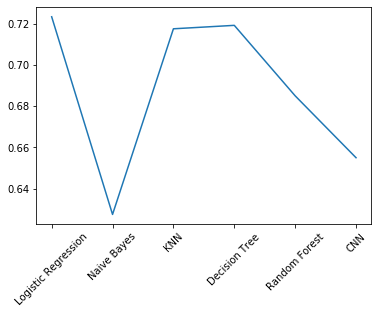 0.72
0.70
0.68
0.66
0.64
Logistic Regression
Naive Bayes
KNN
Decision Tree
Random Forest
CNN